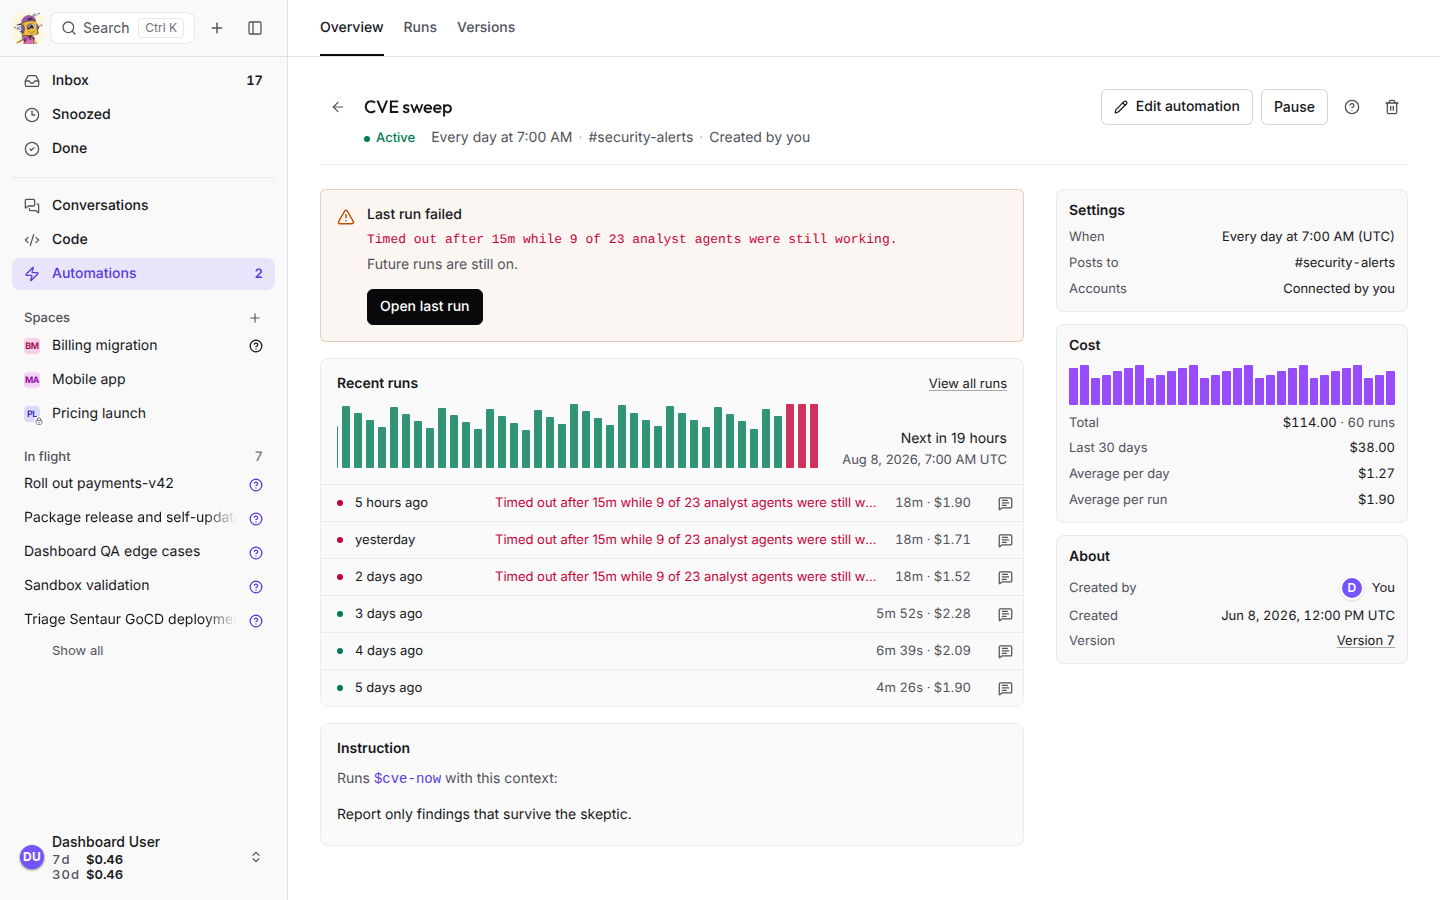 Search Ctrl K
Inbox 17
Snoozed
Done
Conversations
Code
Automations 2
Spaces
BM Billing migration
MA Mobile app
PL Pricing launch
In flight 7
Roll out payments-v42
Package release and self-update
Dashboard QA edge cases
Sandbox validation
Triage Sentaur GoCD deployme
Show all
DU Dashboard User
7d $0.46
30d $0.46
Overview Runs Versions
CVE sweep
Active Every day at 7:00 AM · #security-alerts · Created by you
Edit automation Pause
Last run failed
Timed out after 15m while 9 of 23 analyst agents were still working.
Future runs are still on.
Open last run
Recent runs View all runs
Next in 19 hours
Aug 8, 2026, 7:00 AM UTC
5 hours ago Timed out after 15m while 9 of 23 analyst agents were still w... 18m · $1.90
yesterday Timed out after 15m while 9 of 23 analyst agents were still w... 18m · $1.71
2 days ago Timed out after 15m while 9 of 23 analyst agents were still w... 18m · $1.52
3 days ago 5m 52s · $2.28
4 days ago 6m 39s · $2.09
5 days ago 4m 26s · $1.90
Instruction
Runs $cve-now with this context:
Report only findings that survive the skeptic.
Settings
When Every day at 7:00 AM (UTC)
Posts to #security-alerts
Accounts Connected by you
Cost
Total $114.00 · 60 runs
Last 30 days $38.00
Average per day $1.27
Average per run $1.90
About
Created by D You
Created Jun 8, 2026, 12:00 PM UTC
Version Version 7